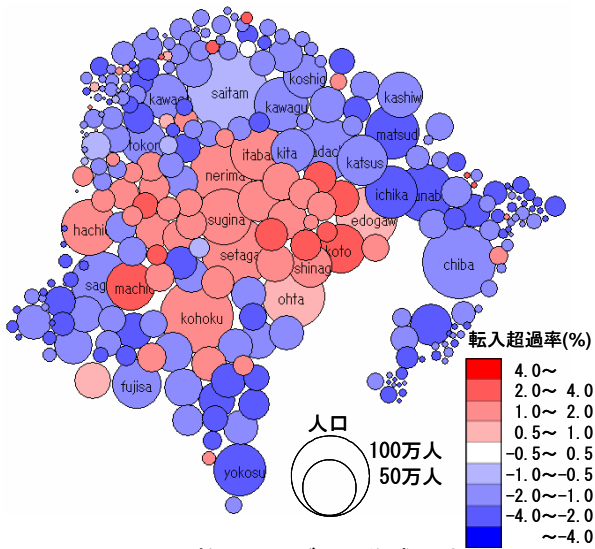 saitam
koshig
kashiw
kawag
kawagu
matsud
tokor
itaba
kita
adach
katsus
nerima
ichika
unab
sugina
edogaw
hachi
setaga
koto
chiba
shinag
sag
machi
ohta
kohoku
fujisa
yokosu
転入超過率(%)
4.0～
2.0～ 4.0
1.0～ 2.0
0.5～ 1.0
-0.5～ 0.5
-1.0～-0.5
-2.0～-1.0
-4.0～-2.0
～-4.0
人口
100万人
50万人